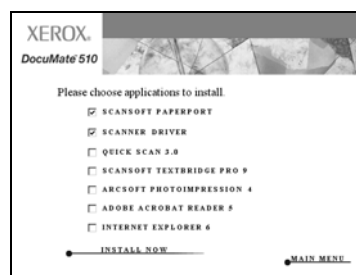 XEROX®
DocuMate® 510
Please choose applications to install.
SCANSOFT PAPERPORT
SCANNER DRIVER
QUICK SCAN 3.0
SCANSOFT TEXTBRIDGE PRO 9
ARCSOFT PHOTOIMPRESSION 4
ADOBE ACROBAT READER 5
INTERNET EXPLORER 6
INSTALL NOW
MAIN MENU